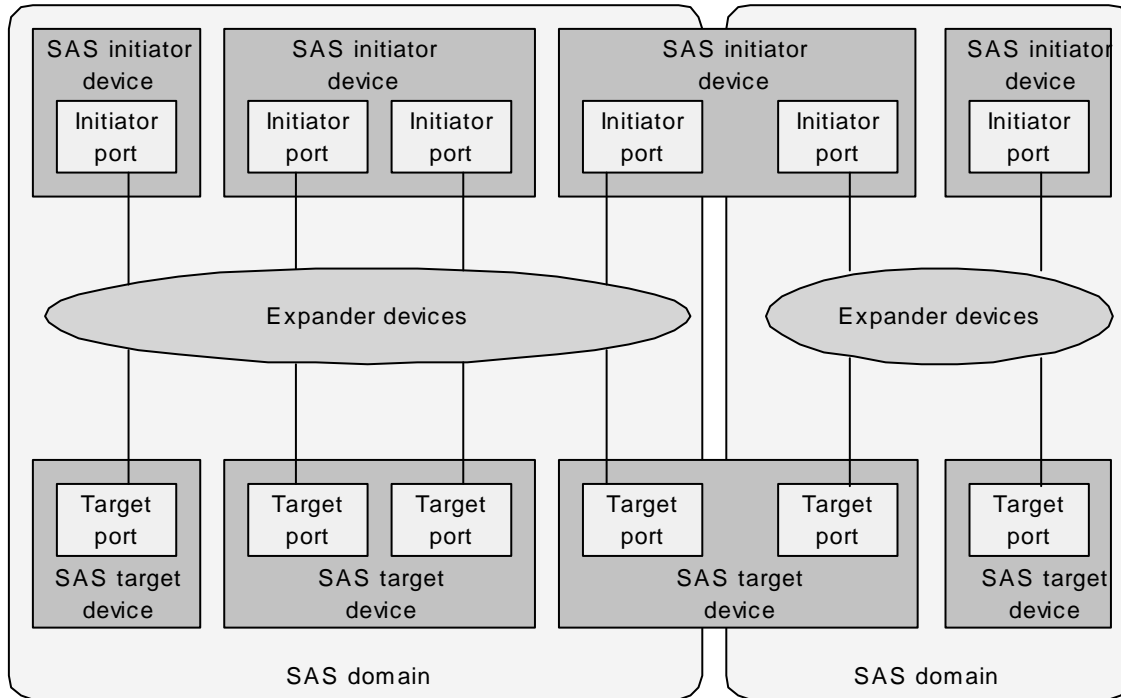 SAS initiator
device
Initiator
port
SAS initiator
device
Initiator
port
Initiator
port
SAS initiator
device
Initiator
port
Initiator
port
SAS initiator
device
Initiator
port
Expander devices
Expander devices
Target
port
SAS target
device
Target
port
Target
port
SAS target
device
Target
port
Target
port
SAS target
device
Target
port
SAS target
device
SAS domain
SAS domain